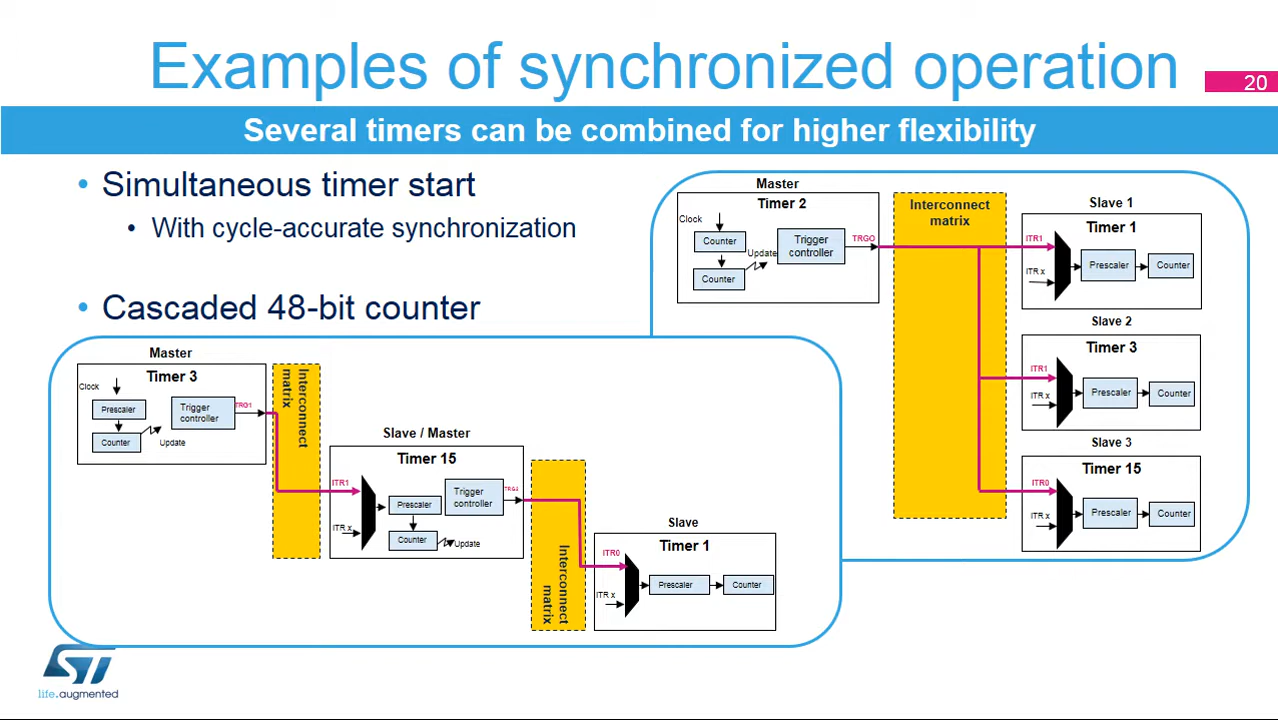 Examples of synchronized operation
20
Several timers can be combined for higher flexibility
• Simultaneous timer start
• With cycle-accurate synchronization
• Cascaded 48-bit counter
Master
Timer 2
Clock
Counter
Update
Counter
Trigger
controller
TRGO
Interconnect
matrix
Slave 1
Timer 1
ITR1
ITR x
Prescaler
Counter
Slave 2
Timer 3
ITR1
ITR x
Prescaler
Counter
Slave 3
Timer 15
ITR0
ITR x
Prescaler
Counter
Master
Timer 3
Clock
Prescaler
Counter
Update
Trigger
controller
Interconnect
matrix
Slave / Master
Timer 15
ITR1
ITR x
Prescaler
Counter
Update
Trigger
controller
Interconnect
matrix
Slave
Timer 1
ITR0
ITR x
Prescaler
Counter
ST
life.augmented